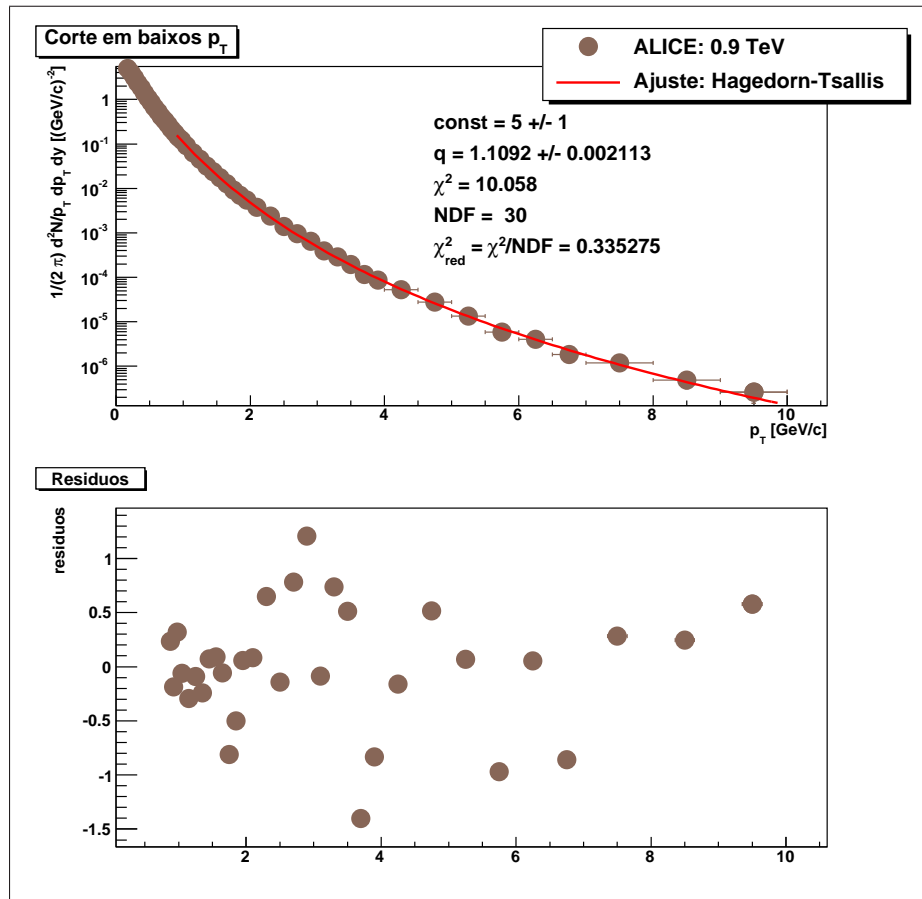 Corte em baixos p_T
ALICE: 0.9 TeV
Ajuste: Hagedorn-Tsallis
1/(2 π) d²N/p_T dp_T dy [(GeV/c)⁻²]
const = 5 +/- 1
q = 1.1092 +/- 0.002113
χ² = 10.058
NDF = 30
χ²_red = χ²/NDF = 0.335275
1
10⁻¹
10⁻²
10⁻³
10⁻⁴
10⁻⁵
10⁻⁶
0 2 4 6 8 10
p_T [GeV/c]
Residuos
residuos
1
0.5
0
-0.5
-1
-1.5
2 4 6 8 10